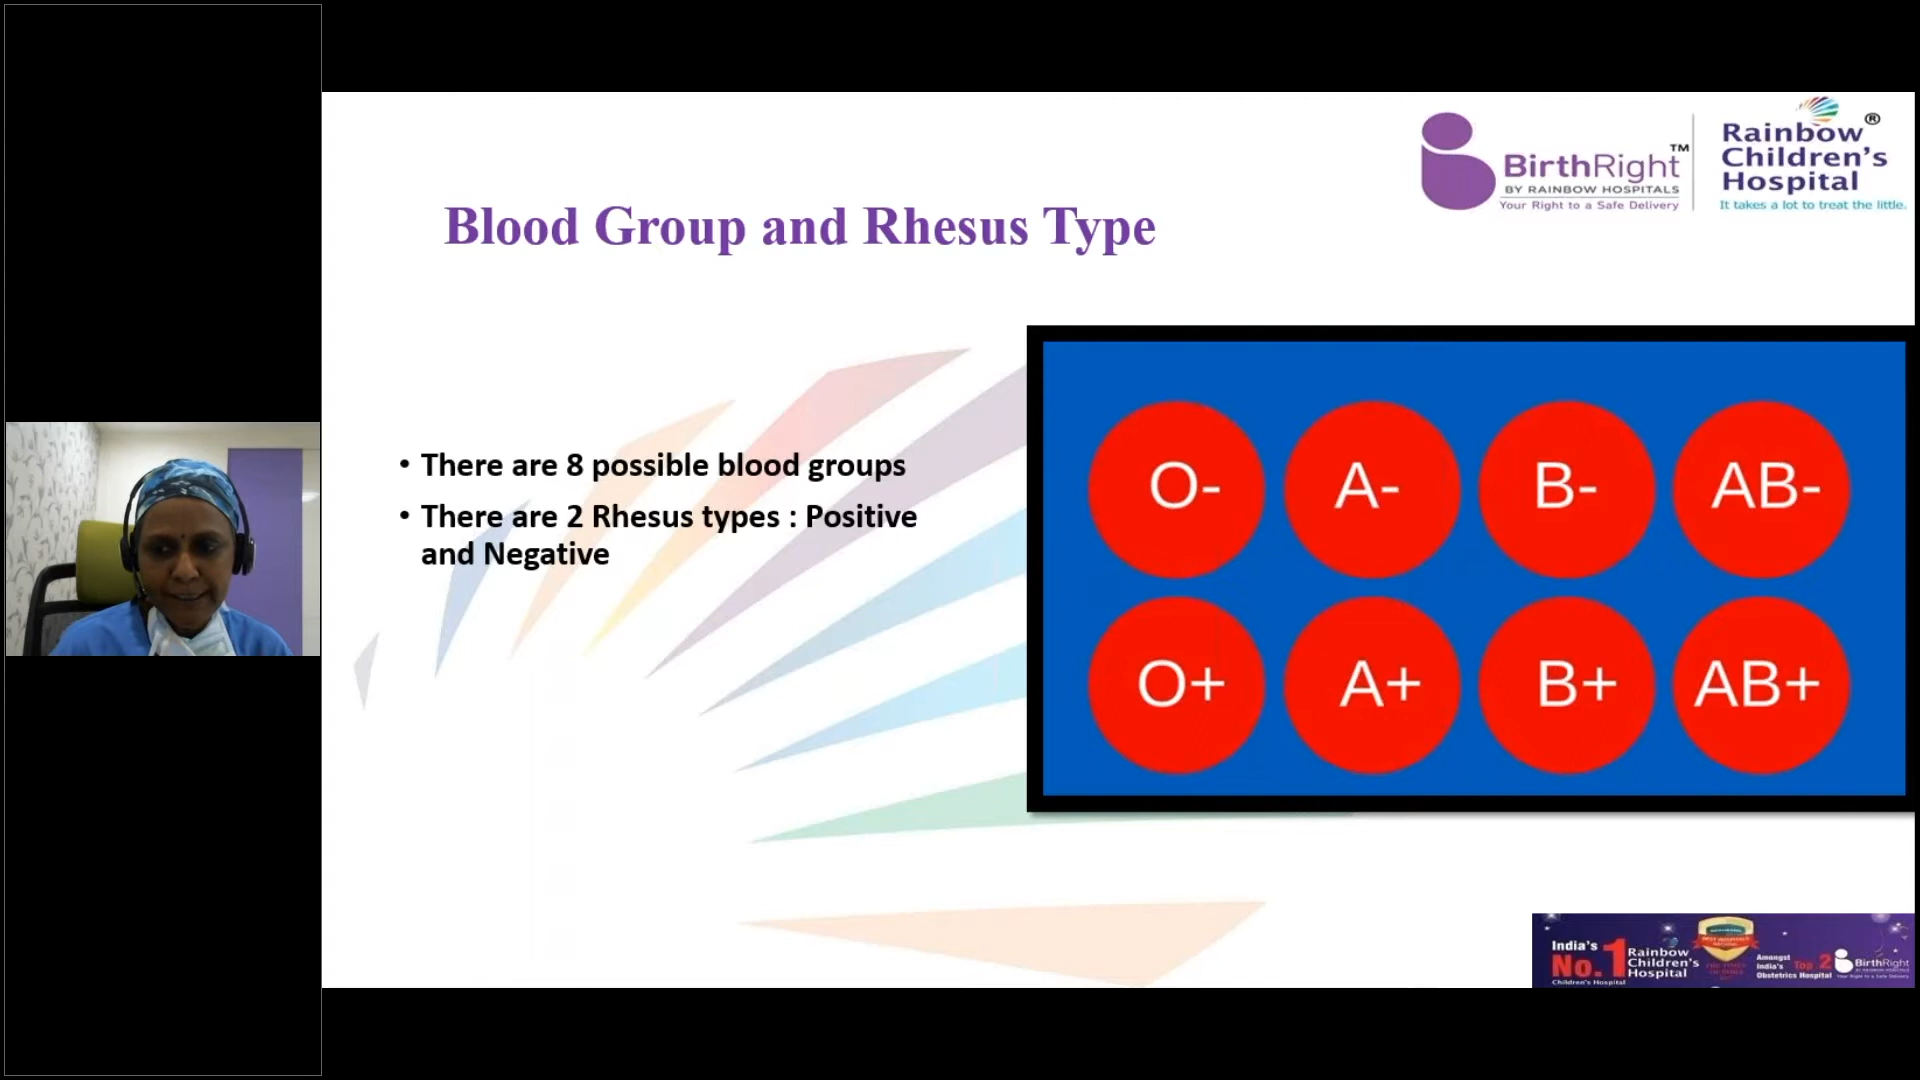 BirthRight™
BY RAINBOW HOSPITALS
Your Right to a Safe Delivery
Rainbow®
Children's
Hospital
It takes a lot to treat the little.
Blood Group and Rhesus Type
• There are 8 possible blood groups
• There are 2 Rhesus types : Positive
and Negative
O- A- B- AB-
O+ A+ B+ AB+
India's
No. 1
Children's Hospital
Rainbow
Children's
Hospital
Amongst
India's Top 2
Obstetrics Hospital
BirthRight